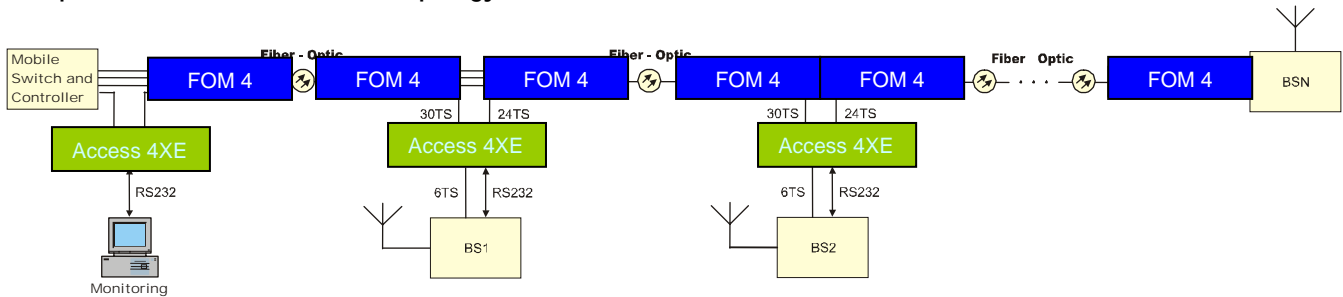 Fiber - Optic
Fiber - Optic
Fiber Optic
Mobile
Switch and
Controller
FOM 4
FOM 4
FOM 4
FOM 4
FOM 4
FOM 4
BSN
30TS
24TS
30TS
24TS
Access 4XE
Access 4XE
Access 4XE
RS232
6TS
RS232
6TS
RS232
BS1
BS2
Monitoring